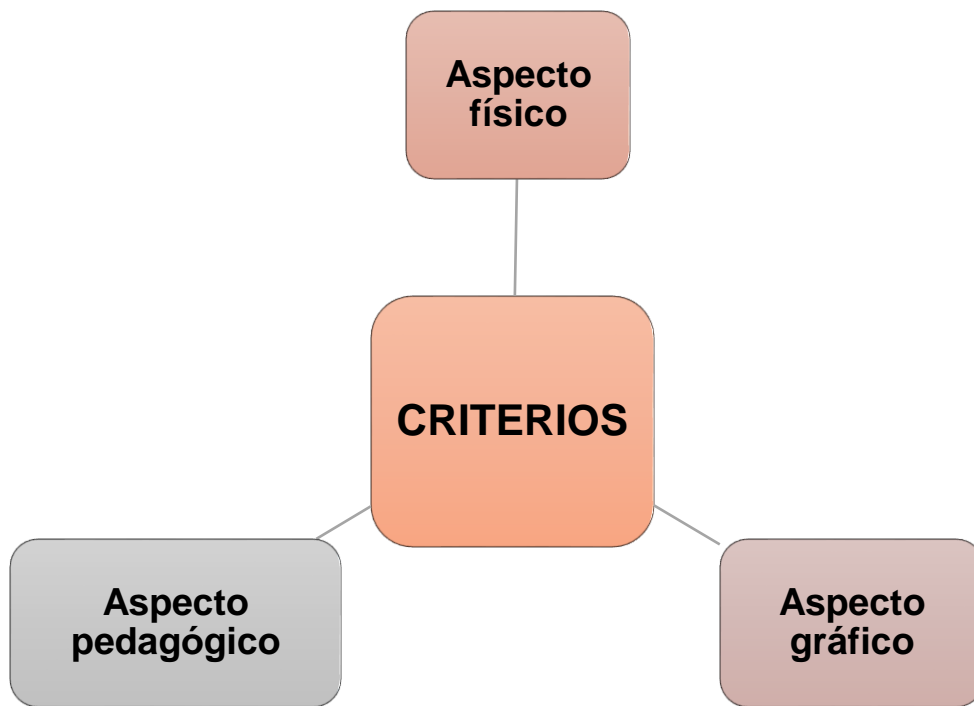 Aspecto
físico
CRITERIOS
Aspecto
pedagógico
Aspecto
gráfico